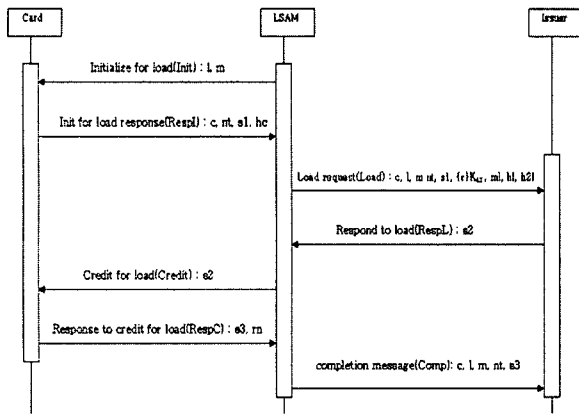 Card
LSAM
Issuer
Initialize for load(Init) : l, m
Init for load response(RespI) : c, nt, s1, hc
Load request(Load) : c, l, m nt, s1, {r}K, ml, hl, h2l
Respond to load(RespL) : s2
Credit for load(Credit) : s2
Response to credit for load(RespC) : s3, rn
completion message(Comp) : c, l, m, nt, s3